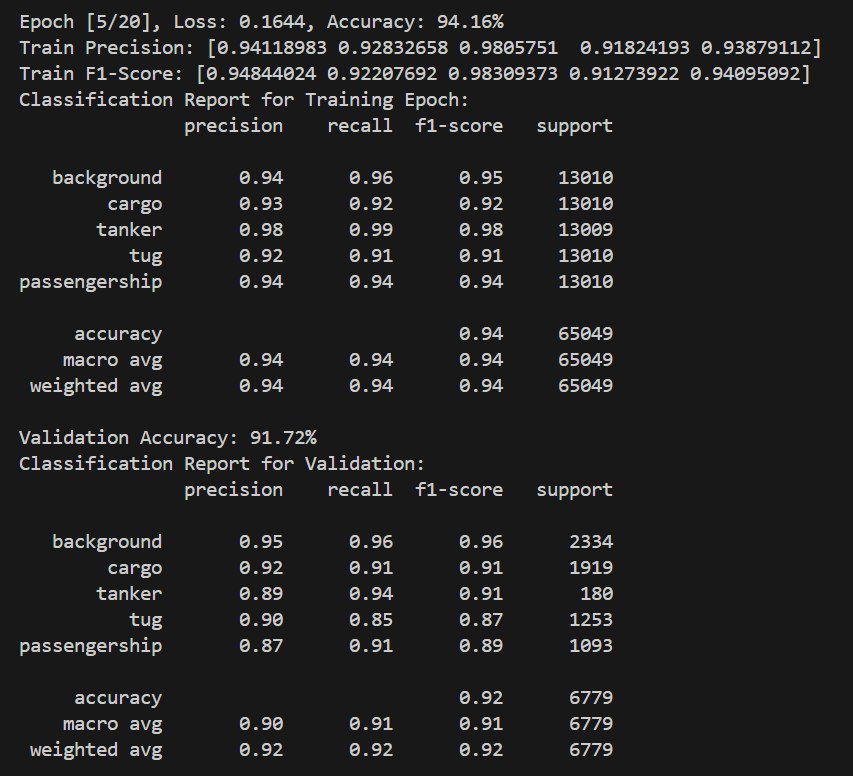 Epoch [5/20], Loss: 0.1644, Accuracy: 94.16%
Train Precision: [0.94118983 0.92832658 0.9805751  0.91824193 0.93879112]
Train F1-Score: [0.94844024 0.92207692 0.98309373 0.91273922 0.94095092]
Classification Report for Training Epoch:
               precision    recall  f1-score   support

   background       0.94      0.96      0.95     13010
        cargo       0.93      0.92      0.92     13010
       tanker       0.98      0.99      0.98     13009
          tug       0.92      0.91      0.91     13010
passengership       0.94      0.94      0.94     13010

     accuracy                           0.94     65049
    macro avg       0.94      0.94      0.94     65049
 weighted avg       0.94      0.94      0.94     65049

Validation Accuracy: 91.72%
Classification Report for Validation:
               precision    recall  f1-score   support

   background       0.95      0.96      0.96      2334
        cargo       0.92      0.91      0.91      1919
       tanker       0.89      0.94      0.91       180
          tug       0.90      0.85      0.87      1253
passengership       0.87      0.91      0.89      1093

     accuracy                           0.92      6779
    macro avg       0.90      0.91      0.91      6779
 weighted avg       0.92      0.92      0.92      6779